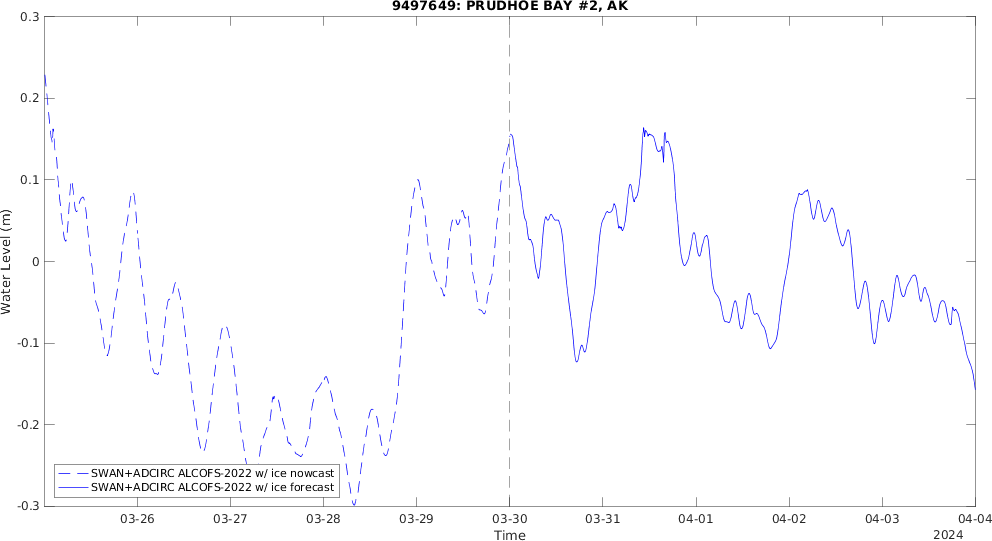 9497649: PRUDHOE BAY #2, AK
0.3
0.2
0.1
0
-0.1
-0.2
-0.3
Water Level (m)
SWAN+ADCIRC ALCOFS-2022 w/ ice nowcast
SWAN+ADCIRC ALCOFS-2022 w/ ice forecast
03-26 03-27 03-28 03-29 03-30 03-31 04-01 04-02 04-03 04-04
Time
2024